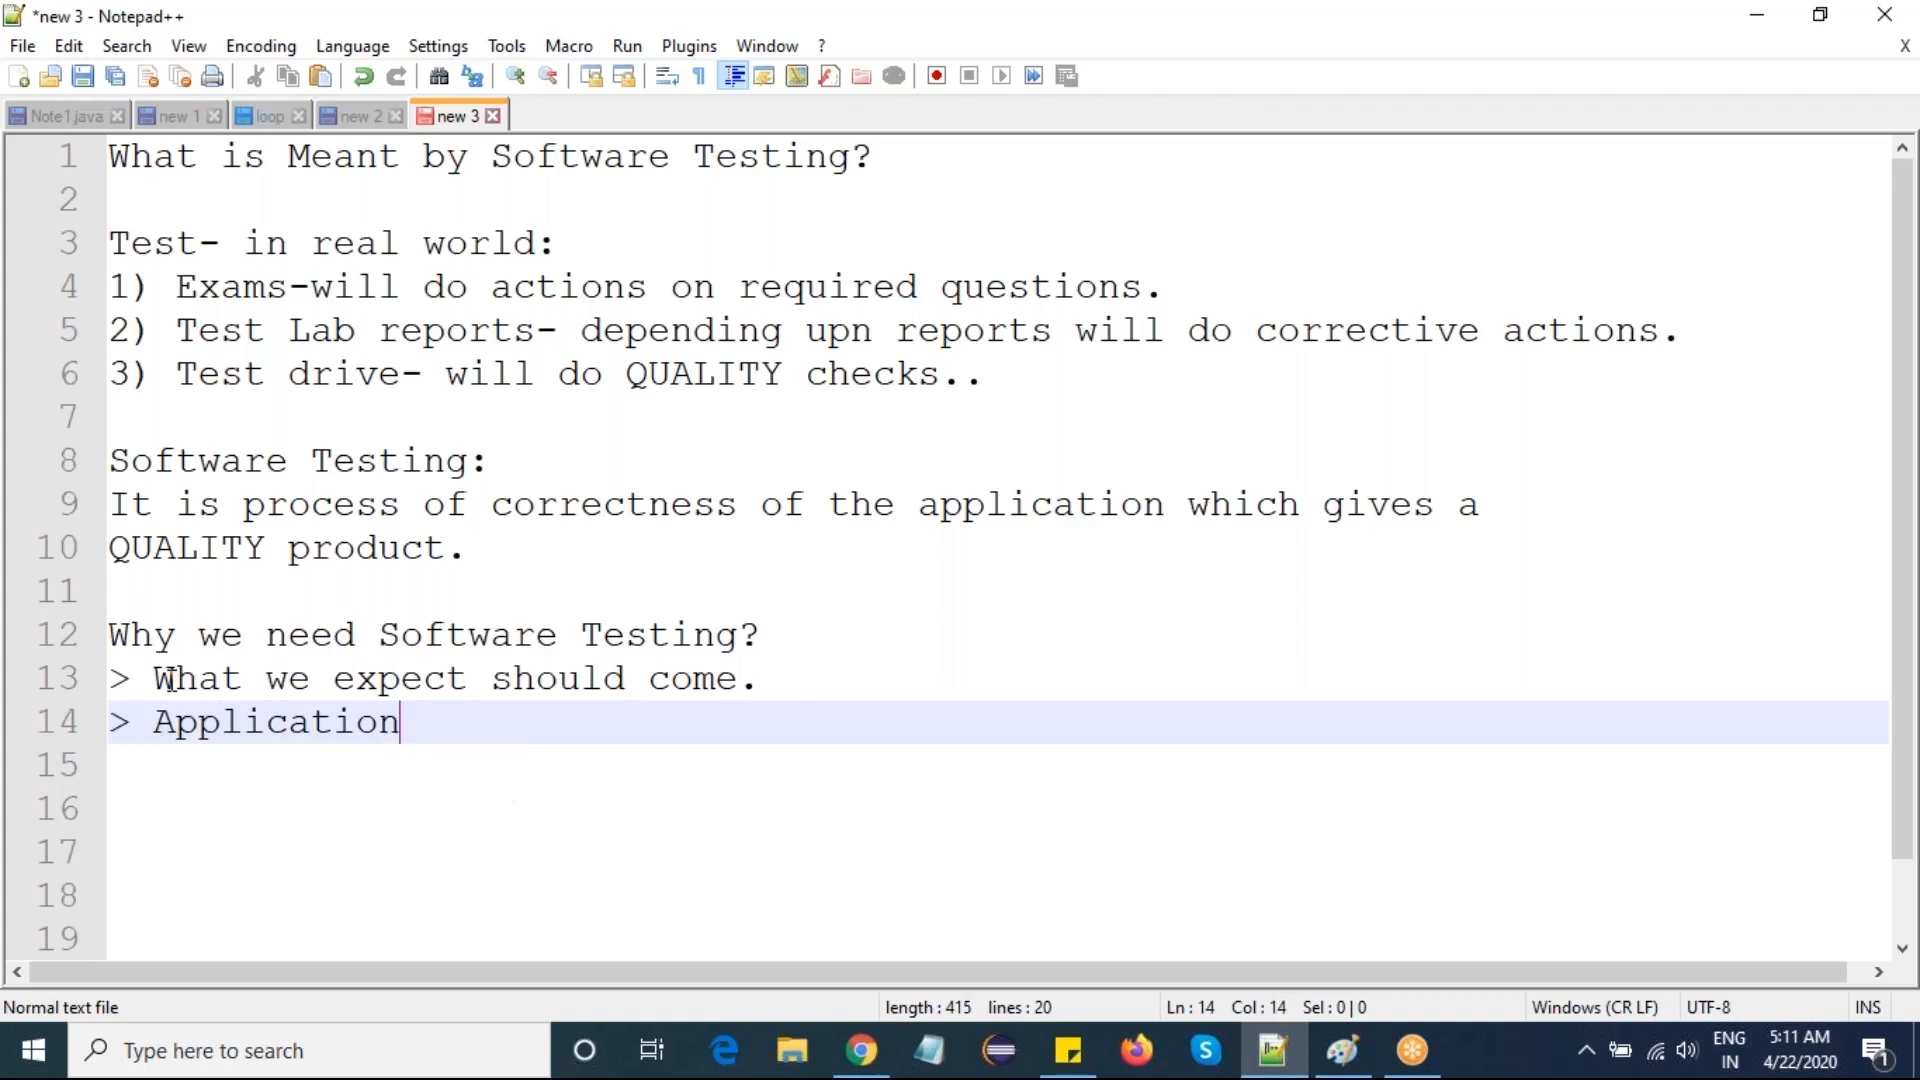 *new 3 - Notepad++
File Edit Search View Encoding Language Settings Tools Macro Run Plugins Window ? X
Note1.java new 1 loop new 2 new 3
1 What is Meant by Software Testing?
2
3 Test- in real world:
4 1) Exams-will do actions on required questions.
5 2) Test Lab reports- depending upn reports will do corrective actions.
6 3) Test drive- will do QUALITY checks..
7
8 Software Testing:
9 It is process of correctness of the application which gives a
10 QUALITY product.
11
12 Why we need Software Testing?
13 > What we expect should come.
14 > Application
15
16
17
18
19
Normal text file length : 415 lines : 20 Ln : 14 Col : 14 Sel : 0 | 0 Windows (CR LF) UTF-8 INS
Type here to search
ENG 5:11 AM
IN 4/22/2020
1